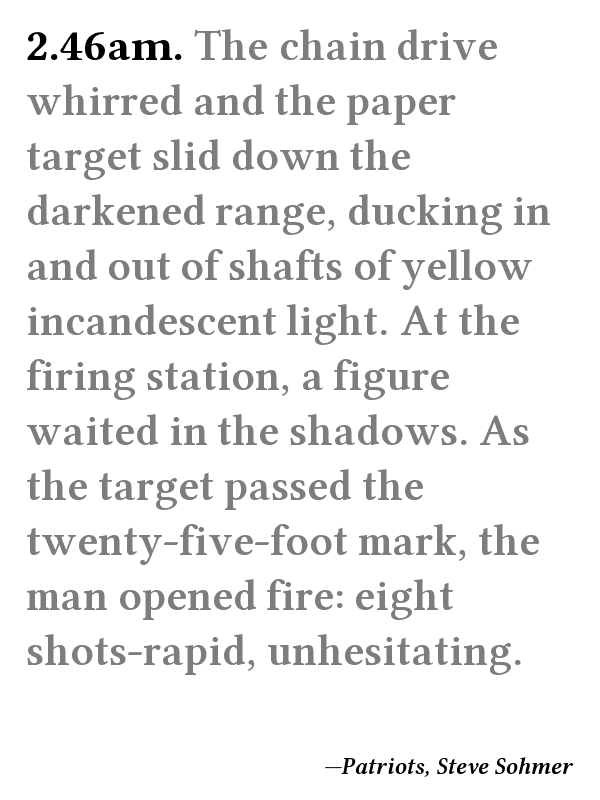 2.46am. The chain drive
whirred and the paper
target slid down the
darkened range, ducking in
and out of shafts of yellow
incandescent light. At the
firing station, a figure
waited in the shadows. As
the target passed the
twenty-five-foot mark, the
man opened fire: eight
shots-rapid, unhesitating.
—Patriots, Steve Sohmer